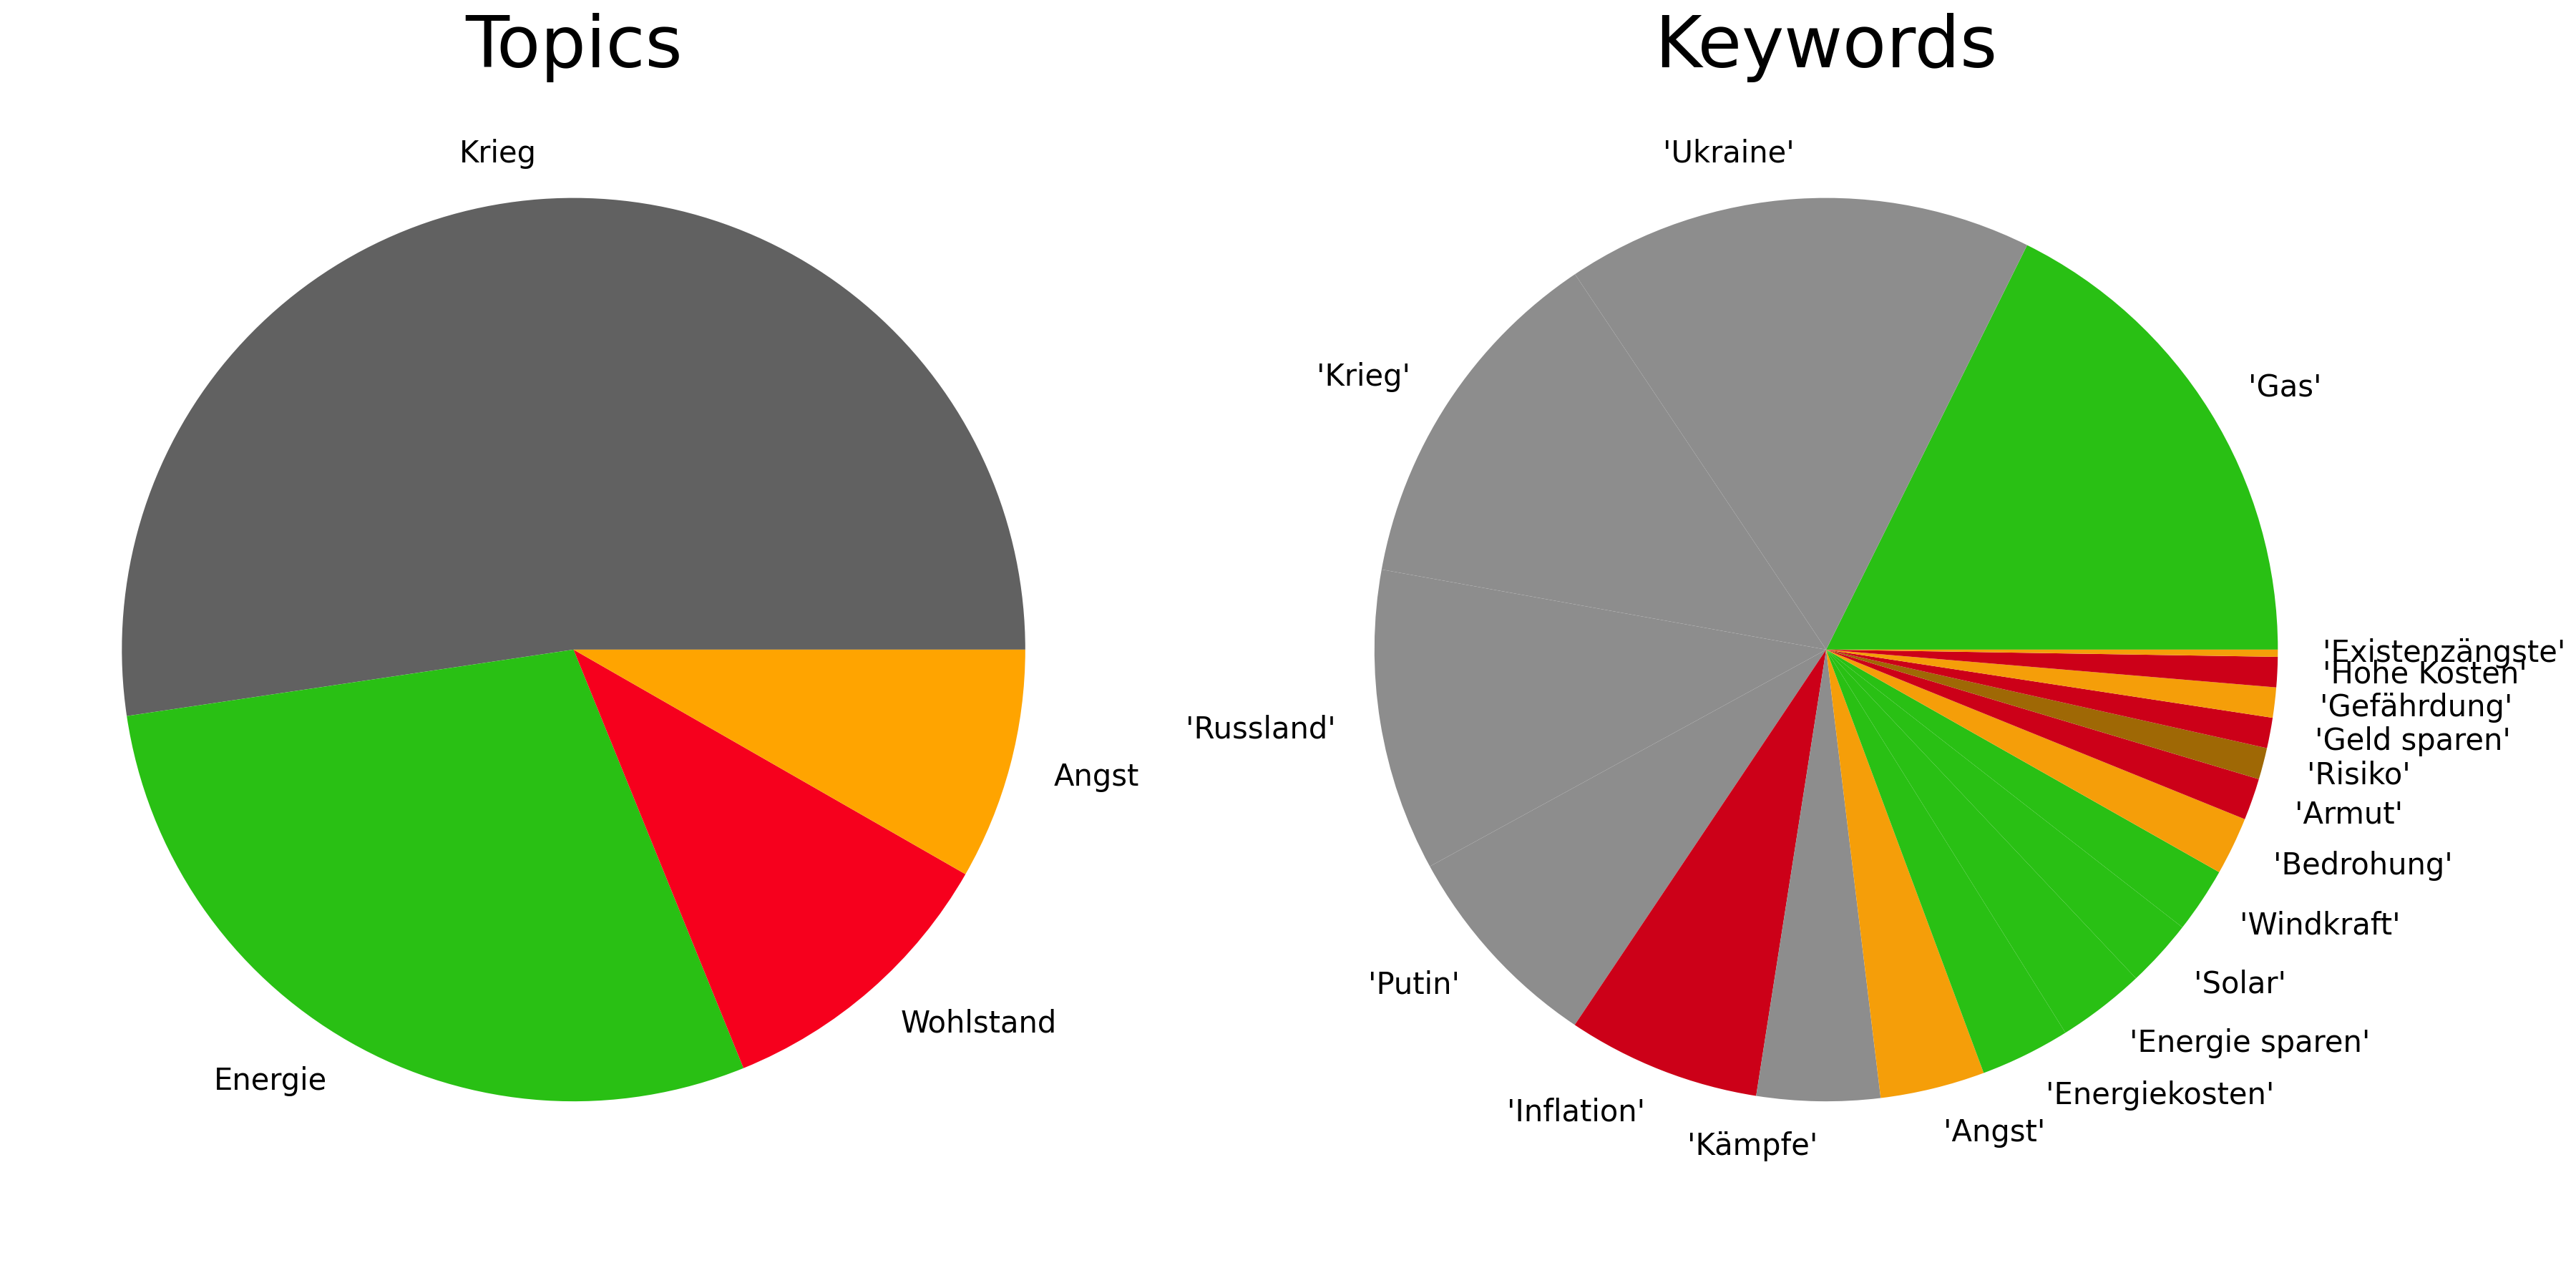 Topics
Krieg
Energie
Wohlstand
Angst
Keywords
'Gas'
'Ukraine'
'Krieg'
'Russland'
'Putin'
'Inflation'
'Kämpfe'
'Angst'
'Energiekosten'
'Energie sparen'
'Solar'
'Windkraft'
'Bedrohung'
'Armut'
'Risiko'
'Geld sparen'
'Gefährdung'
'Hohe Kosten'
'Existenzängste'